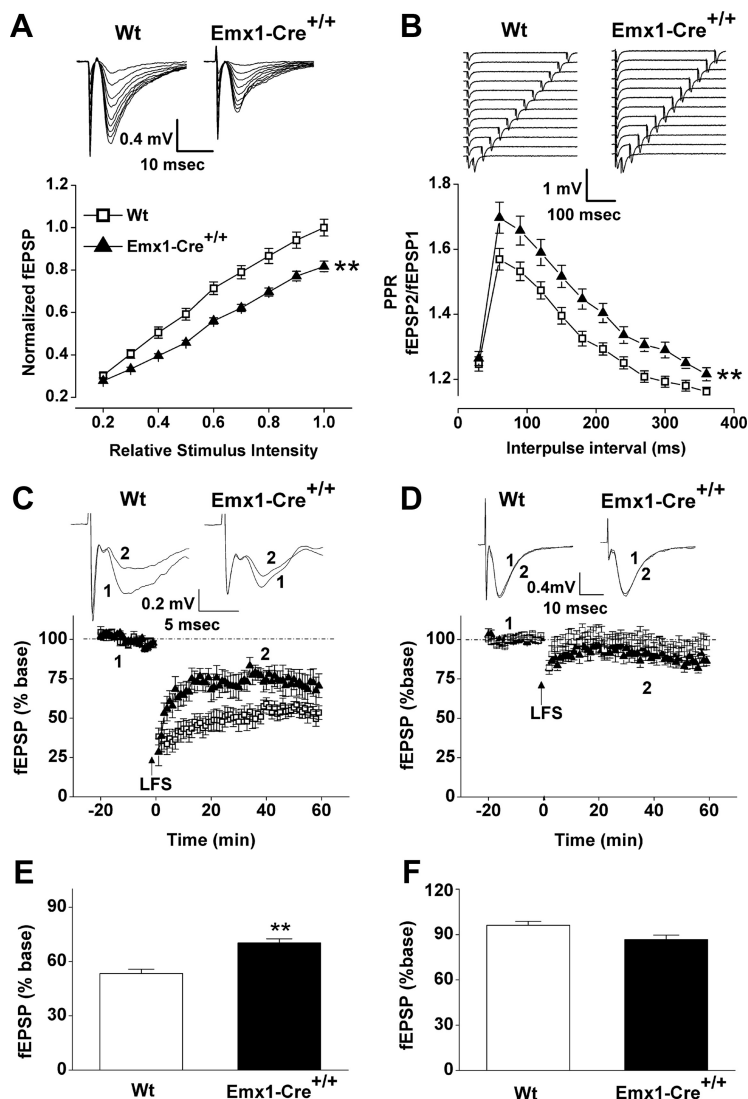 A
Wt
Emx1-Cre+/+
0.4 mV
10 msec
Normalized fEPSP
1.2
1.0
0.8
0.6
0.4
0.2
Wt
Emx1-Cre+/+
**
0.2
0.4
0.6
0.8
1.0
Relative Stimulus Intensity
B
Wt
Emx1-Cre+/+
1 mV
100 msec
PPR
fEPSP2/fEPSP1
1.8
1.6
1.4
1.2
**
0
100
200
300
400
Interpulse interval (ms)
C
Wt
Emx1-Cre+/+
2
1
2
1
0.2 mV
5 msec
fEPSP (% base)
100
75
50
25
0
1
2
LFS
-20
0
20
40
60
Time (min)
D
Wt
Emx1-Cre+/+
1
2
1
2
0.4mV
10 msec
fEPSP (%base)
100
75
50
25
0
1
2
LFS
-20
0
20
40
60
Time (min)
E
fEPSP (% base)
90
60
30
0
**
Wt
Emx1-Cre+/+
F
fEPSP (%base)
120
90
60
30
0
Wt
Emx1-Cre+/+